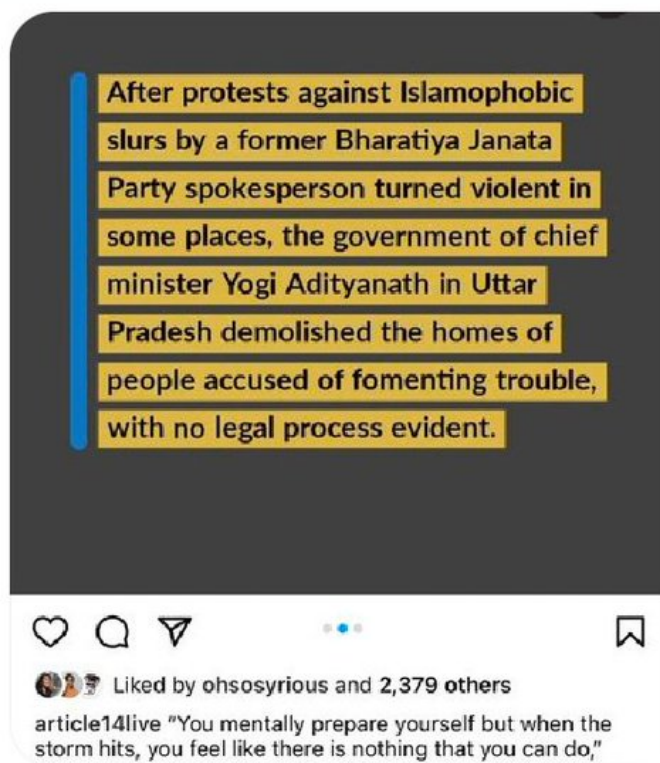 After protests against Islamophobic
slurs by a former Bharatiya Janata
Party spokesperson turned violent in
some places, the government of chief
minister Yogi Adityanath in Uttar
Pradesh demolished the homes of
people accused of fomenting trouble,
with no legal process evident.
Liked by ohsosyrious and 2,379 others
article14live “You mentally prepare yourself but when the
storm hits, you feel like there is nothing that you can do,”